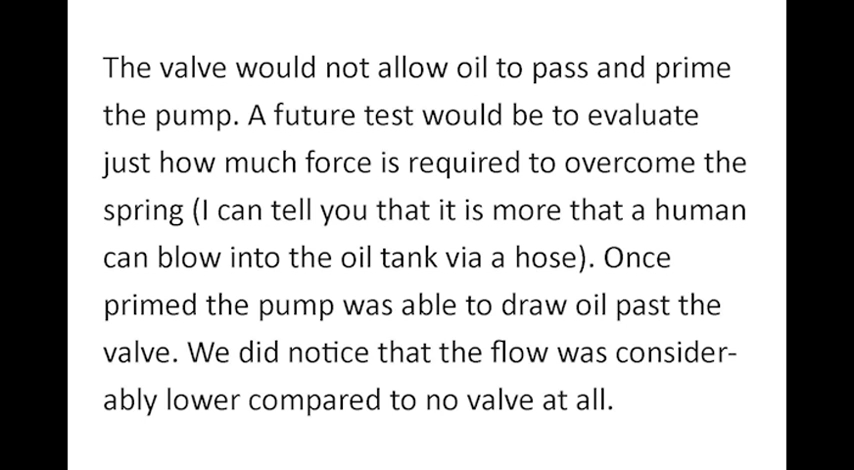 The valve would not allow oil to pass and prime
the pump. A future test would be to evaluate
just how much force is required to overcome the
spring (I can tell you that it is more that a human
can blow into the oil tank via a hose). Once
primed the pump was able to draw oil past the
valve. We did notice that the flow was consider-
ably lower compared to no valve at all.